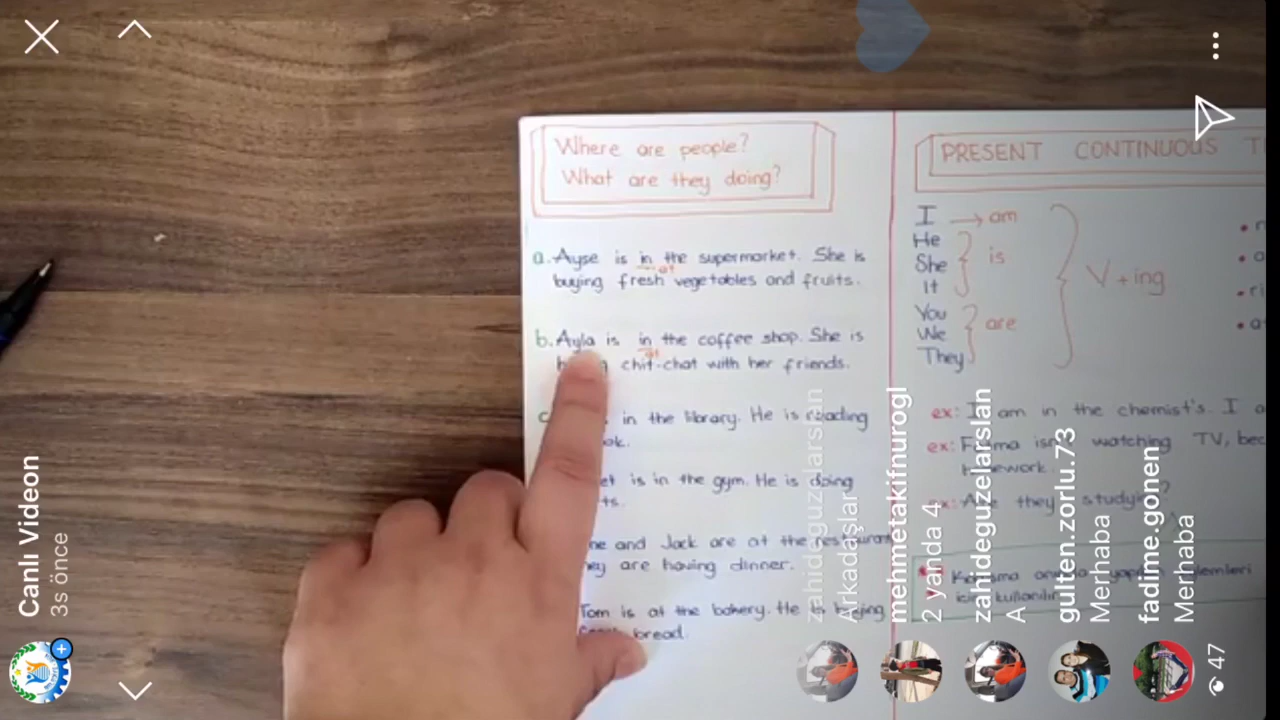 Where are people?
What are they doing?
a. Ayşe is in the supermarket. She is
at
buying fresh vegetables and fruits.
b. Ayla is in the coffee shop. She is
at
chit-chat with her friends.
in the library. He is reading
is in the gym. He is doing
and Jack are at the restaurant
are having dinner.
Tom is at the bakery. He is buying
bread.
PRESENT CONTINUOUS
I → am
He
She
It
is
You
We
They
are
V + ing
ex: I am in the chemist's. I
ex: watching TV,
ex: Are they studying?
Canlı Videon
3s önce
zahideguzelarslan
Arkadaşlar
mehmetakifnurogl
2 yanda 4
zahideguzelarslan
A
gulten.zorlu.73
Merhaba
fadime.gonen
Merhaba
47